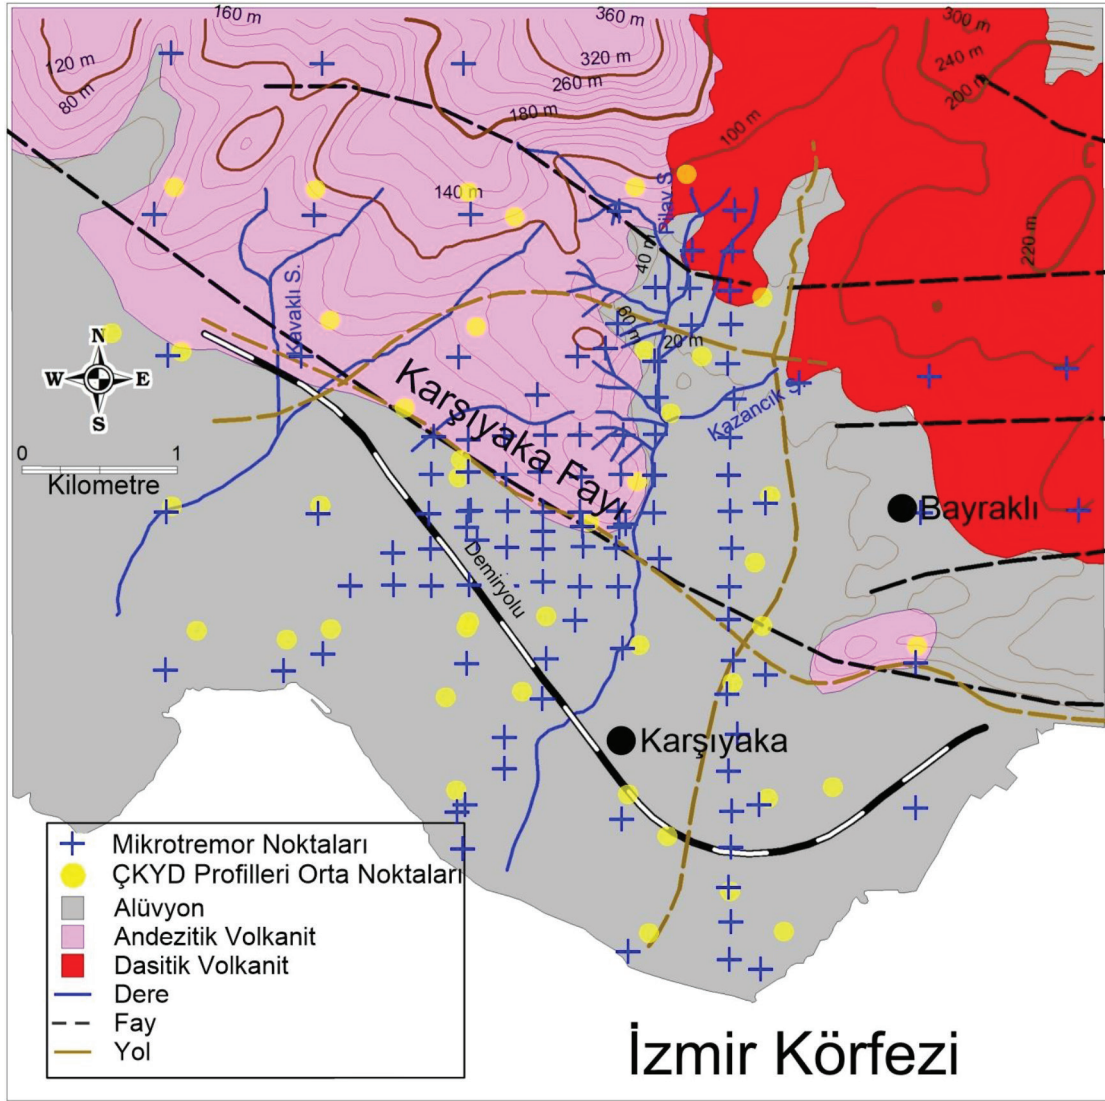 160 m
360 m
300 m
120 m
320 m
240 m
80 m
260 m
200 m
180 m
100 m
140 m
Pilav S.
220 m
40 m
Kavaklı S.
60 m
20 m
N
W E
S
Karşıyaka Fayı
Kazancık S.
0 1
Kilometre
Bayraklı
Demiryolu
Karşıyaka
Mikrotremor Noktaları
ÇKYD Profilleri Orta Noktaları
Alüvyon
Andezitik Volkanit
Dasitik Volkanit
Dere
Fay
Yol
İzmir Körfezi